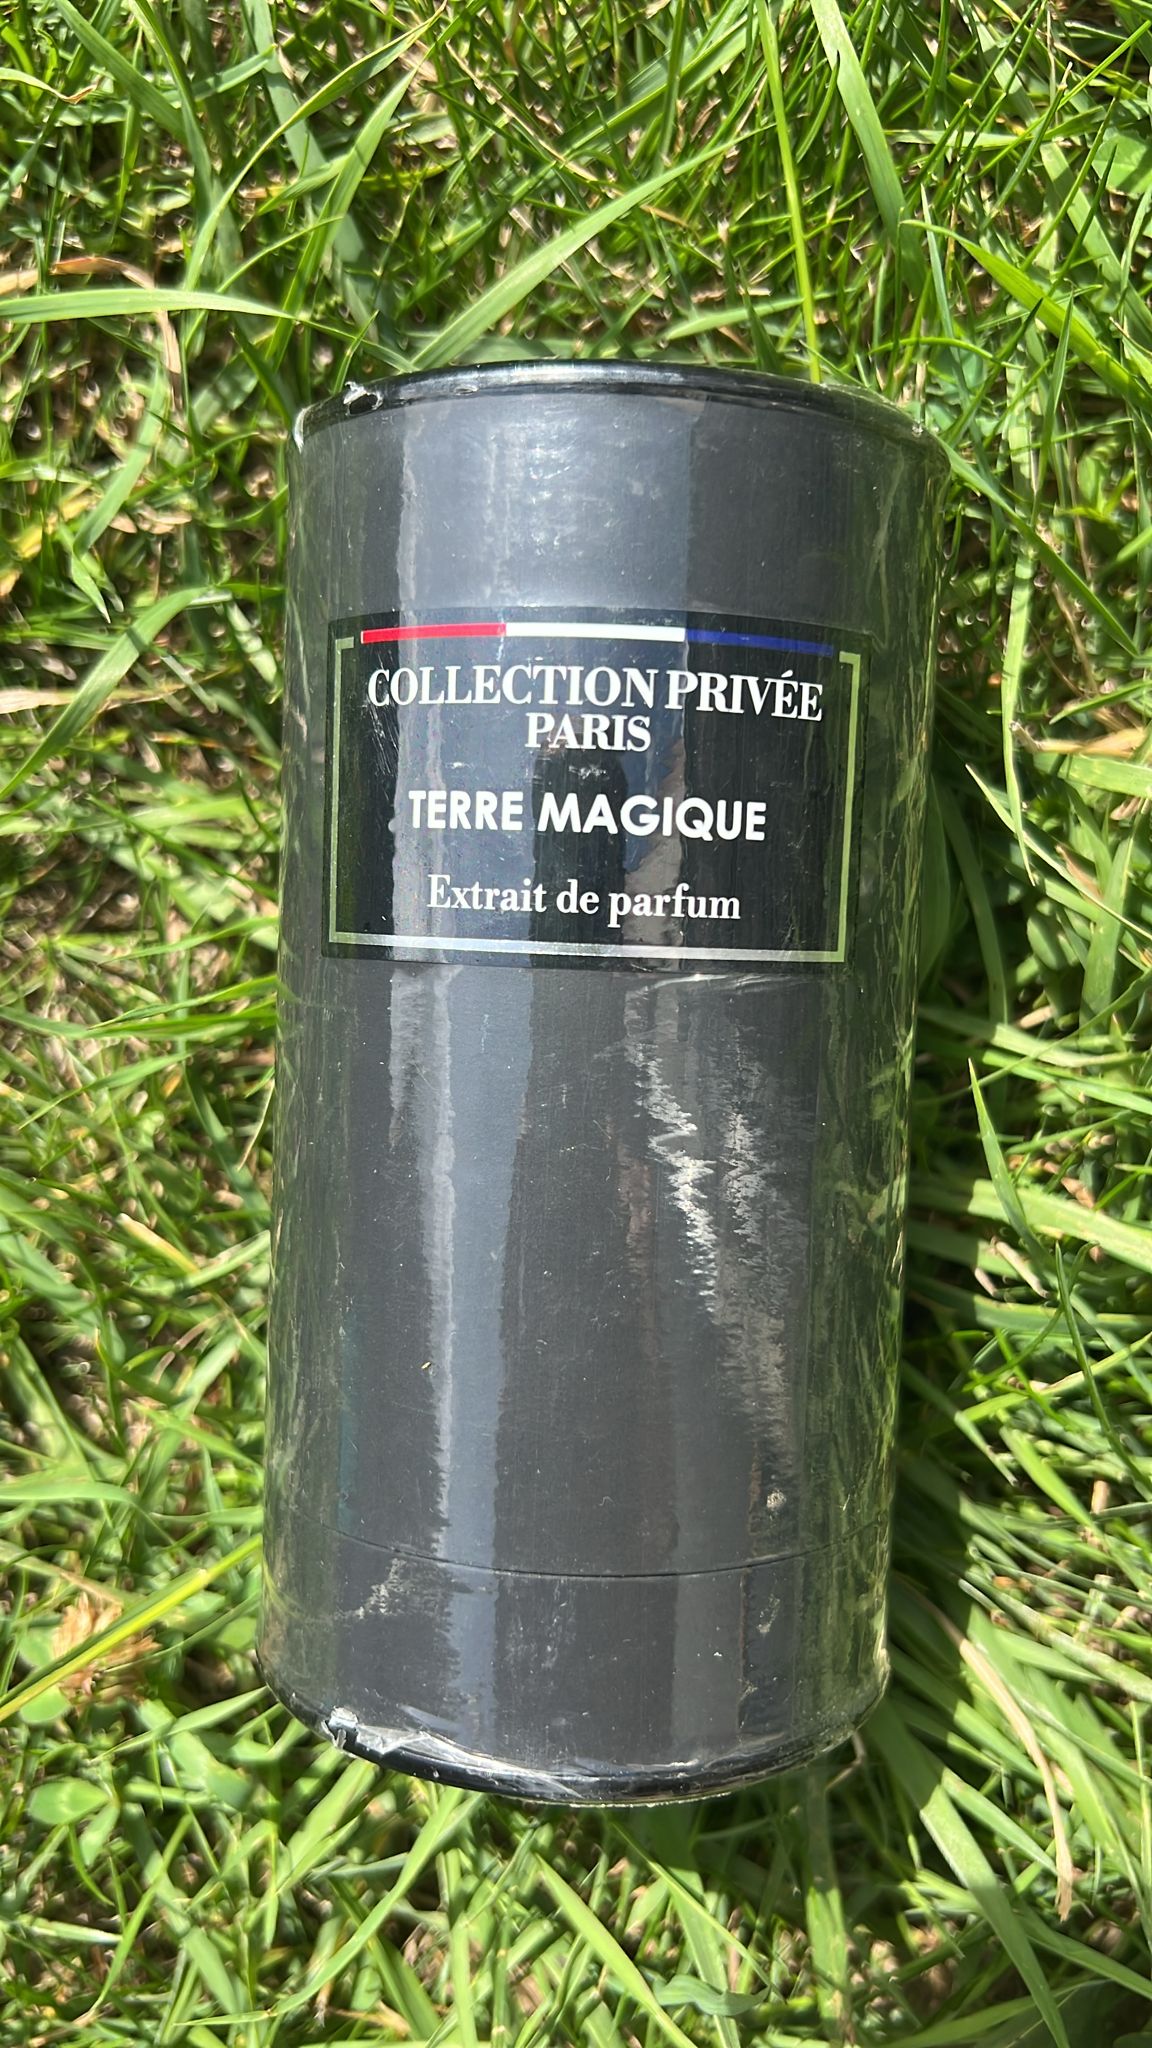 COLLECTION PRIVÉE
PARIS
TERRE MAGIQUE
Extrait de parfum